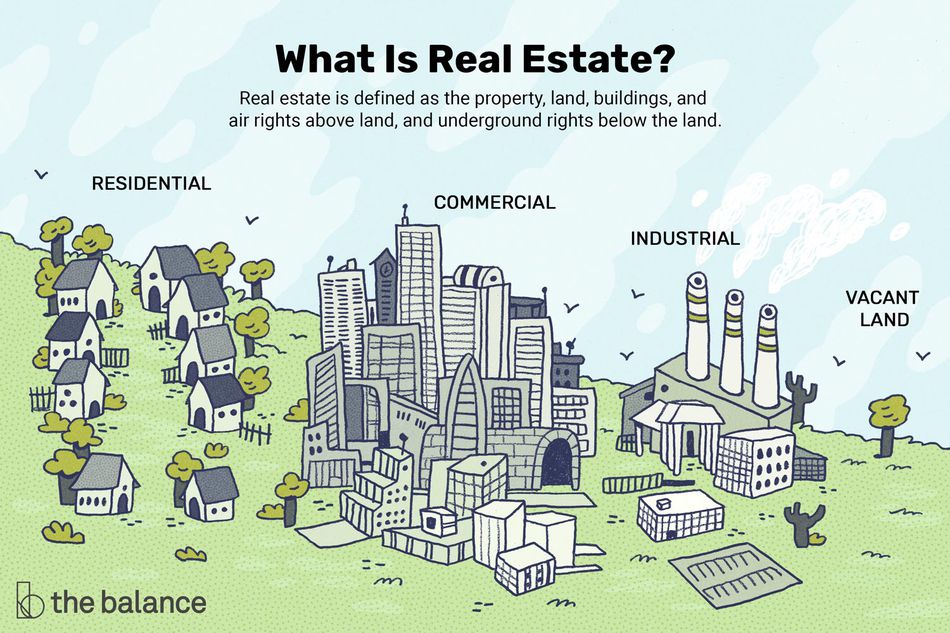 What Is Real Estate?
Real estate is defined as the property, land, buildings, and
air rights above land, and underground rights below the land.
RESIDENTIAL
COMMERCIAL
INDUSTRIAL
VACANT
LAND
the balance